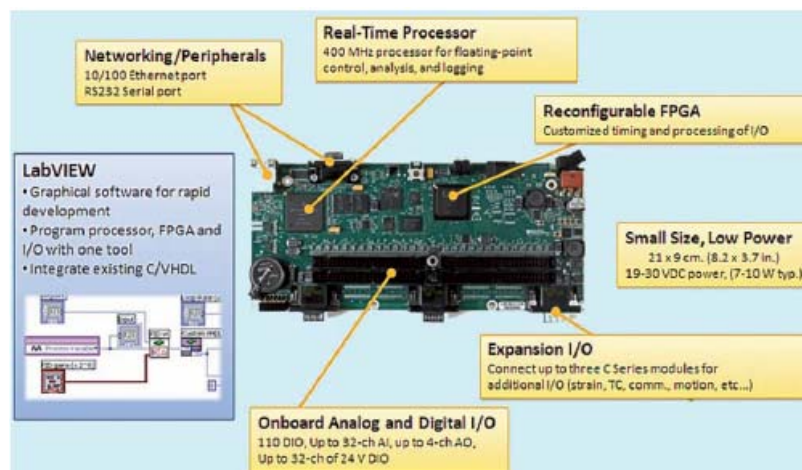 Real-Time Processor
400 MHz processor for floating-point
control, analysis, and logging
Networking/Peripherals
10/100 Ethernet port
RS232 Serial port
Reconfigurable FPGA
Customized timing and processing of I/O
LabVIEW
• Graphical software for rapid
development
• Program processor, FPGA and
I/O with one tool
• Integrate existing C/VHDL
Small Size, Low Power
21 x 9 cm. (8.2 x 3.7 in.)
19-30 VDC power, (7-10 W typ.)
Expansion I/O
Connect up to three C Series modules for
additional I/O (strain, TC, comm., motion, etc...)
Onboard Analog and Digital I/O
110 DIO, Up to 32-ch AI, up to 4-ch AO,
Up to 32-ch of 24 V DIO